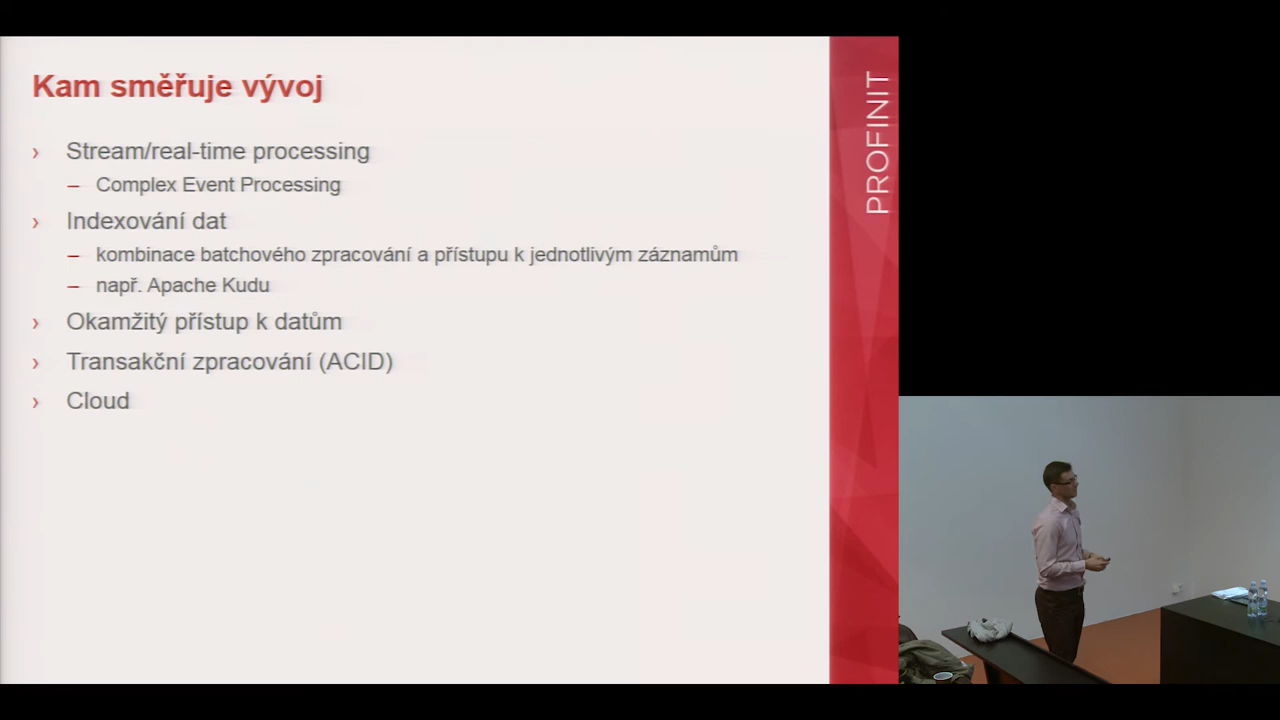 Kam směřuje vývoj
› Stream/real-time processing
– Complex Event Processing
› Indexování dat
– kombinace batchového zpracování a přístupu k jednotlivým záznamům
– např. Apache Kudu
› Okamžitý přístup k datům
› Transakční zpracování (ACID)
› Cloud
PROFINIT